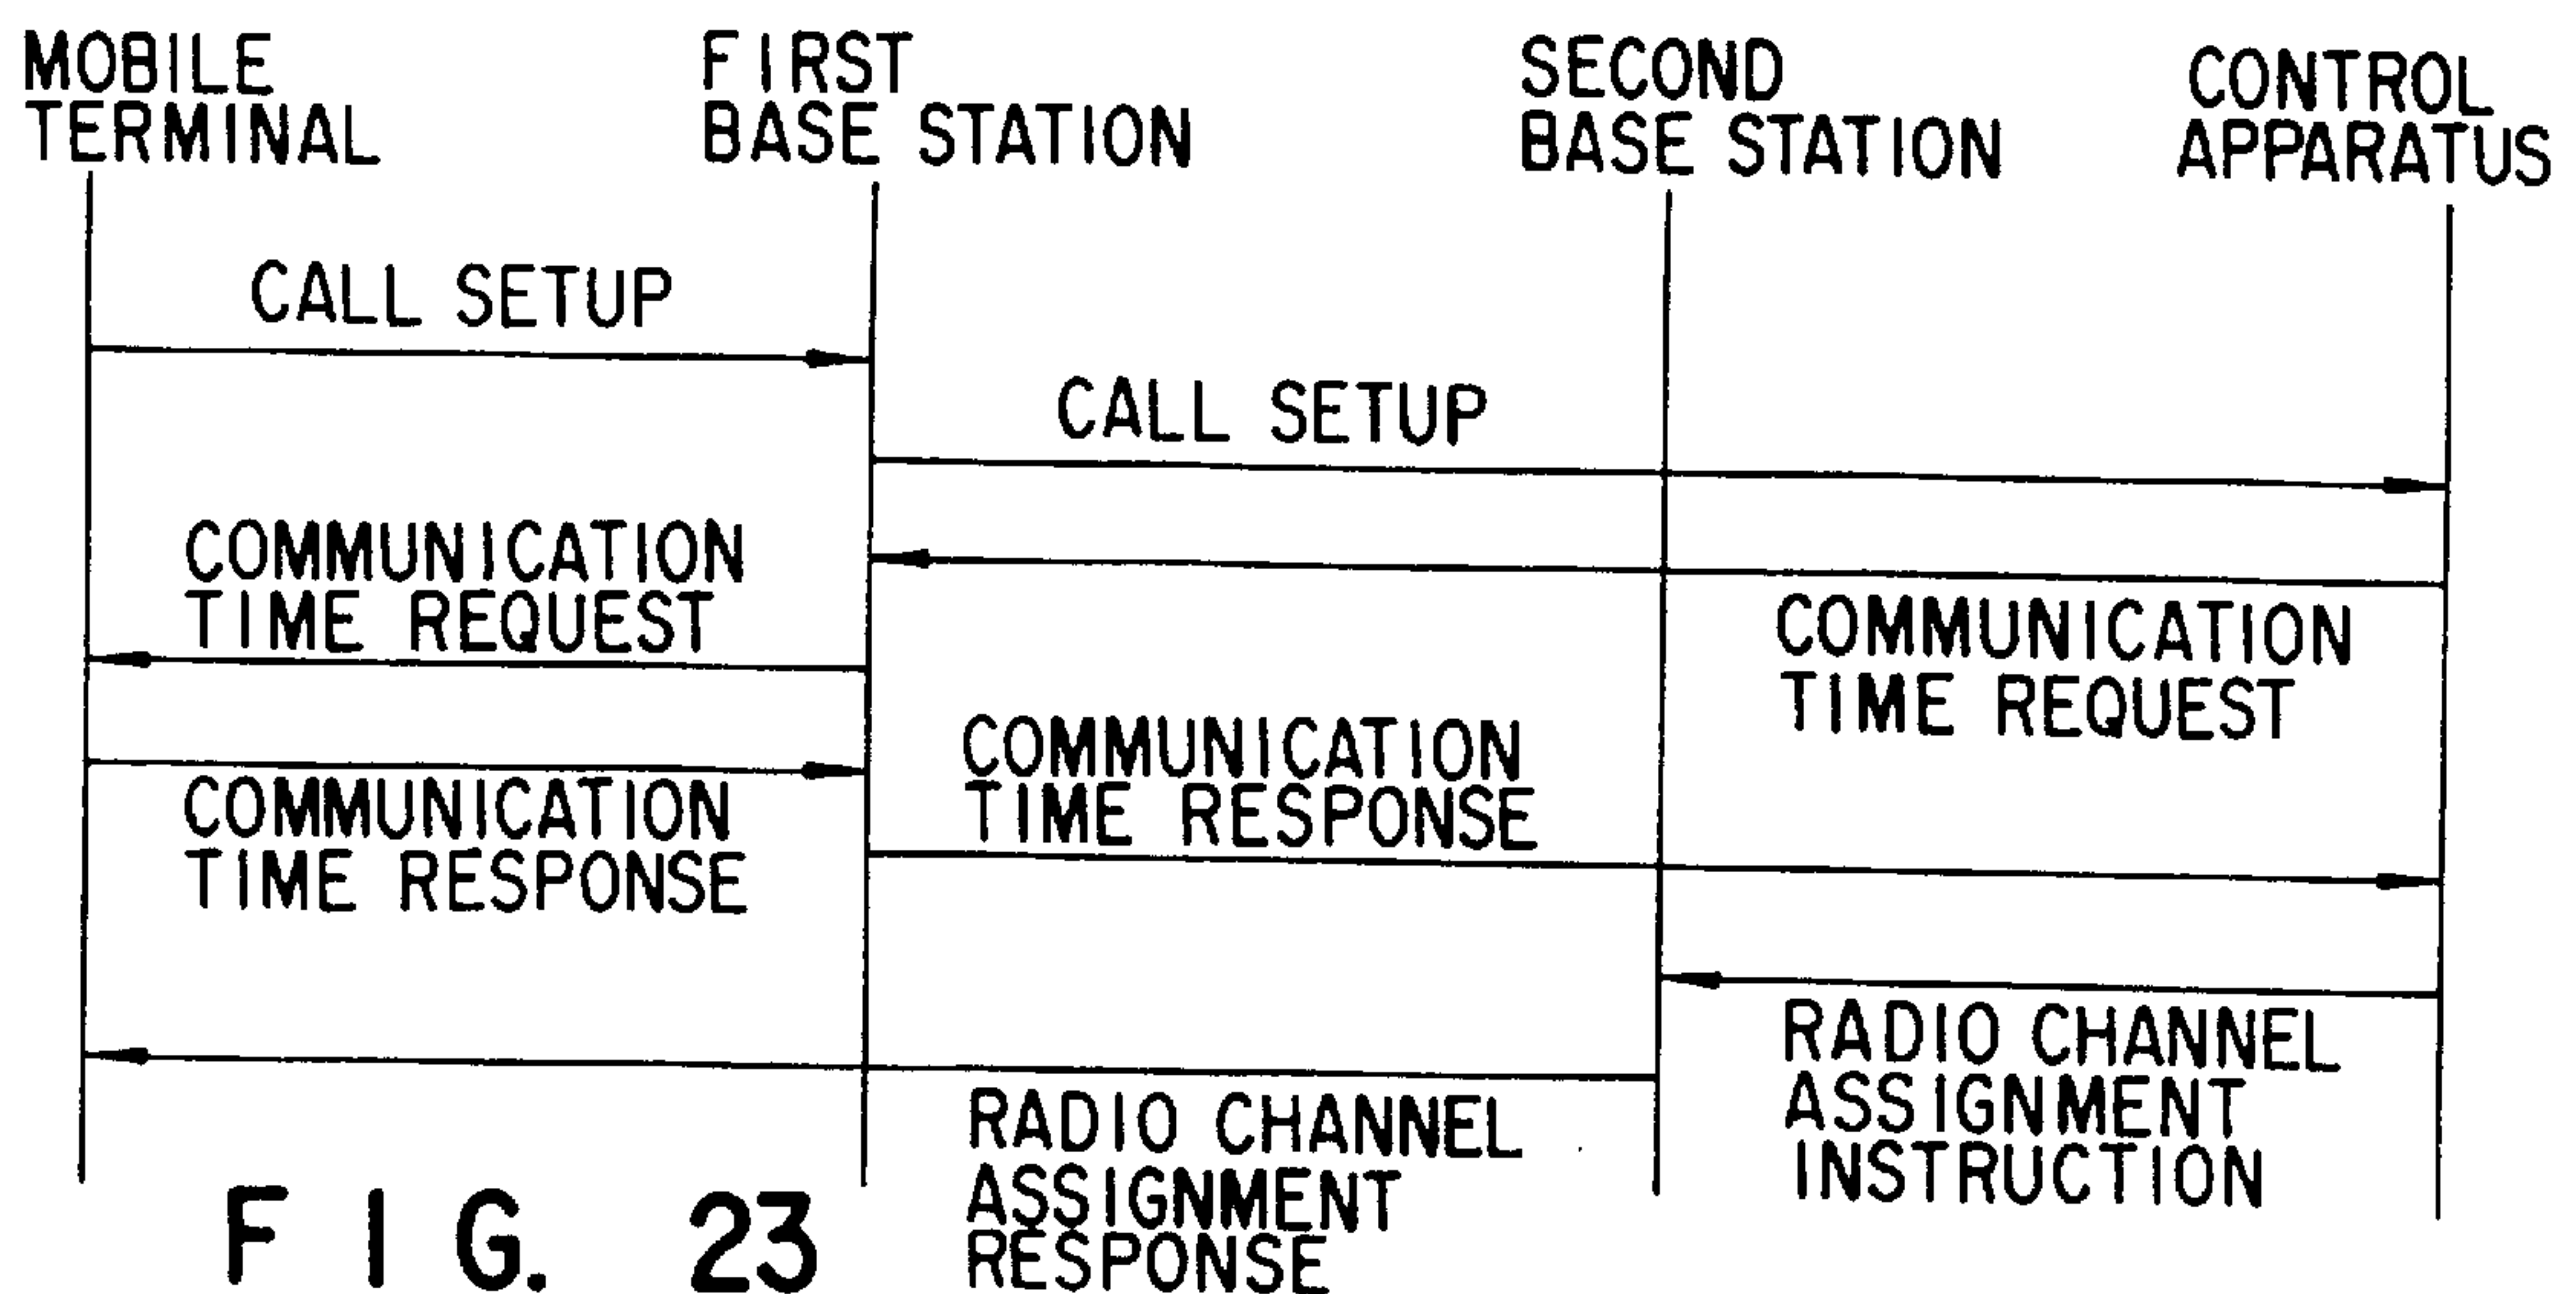 MOBILE
TERMINAL
FIRST
BASE STATION
SECOND
BASE STATION
CONTROL
APPARATUS
CALL SETUP
CALL SETUP
COMMUNICATION
TIME REQUEST
COMMUNICATION
TIME REQUEST
COMMUNICATION
TIME RESPONSE
COMMUNICATION
TIME RESPONSE
RADIO CHANNEL
ASSIGNMENT
INSTRUCTION
RADIO CHANNEL
ASSIGNMENT
RESPONSE
FIG. 23